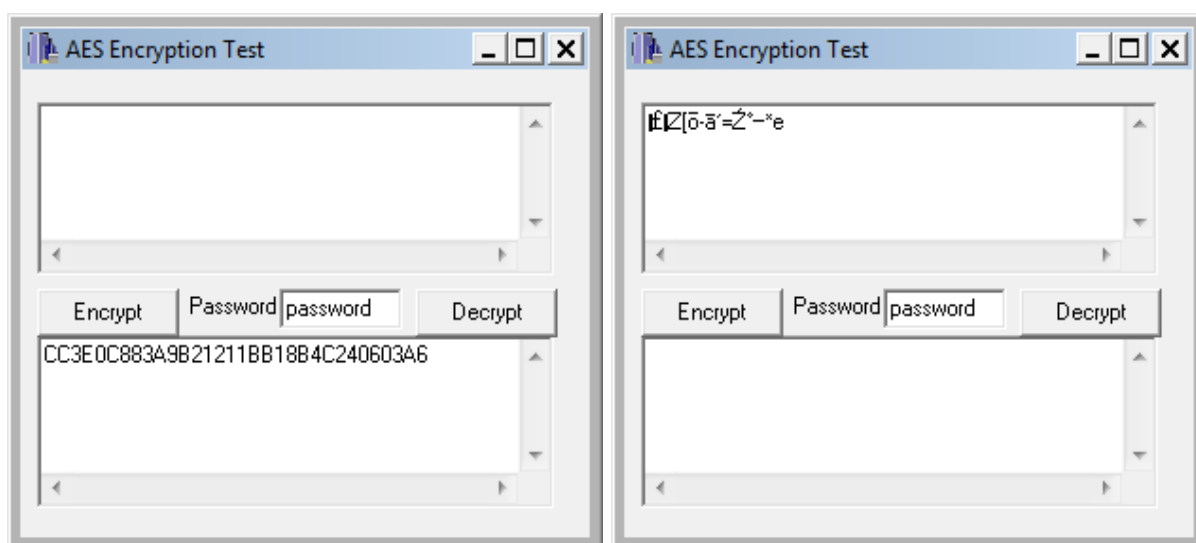 AES Encryption Test
Encrypt
Password
password
Decrypt
CC3E0C883A9B21211BB18B4C240603A6
AES Encryption Test
Encrypt
Password
password
Decrypt